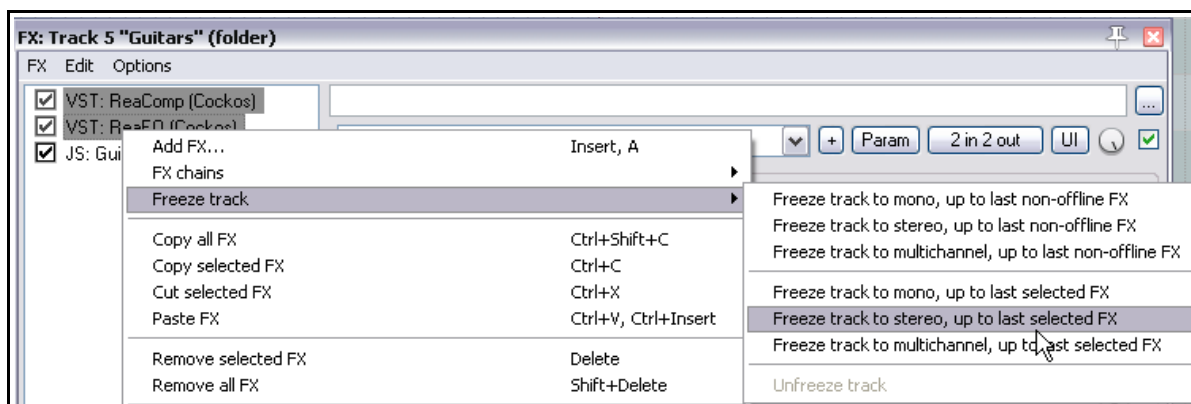 FX: Track 5 "Guitars" (folder)
FX Edit Options
VST: ReaComp (Cockos)
...
VST: ReaEQ (Cockos)
+ Param 2 in 2 out UI
JS: Gui
Add FX... Insert, A
FX chains
Freeze track
Copy all FX Ctrl+Shift+C
Copy selected FX Ctrl+C
Cut selected FX Ctrl+X
Paste FX Ctrl+V, Ctrl+Insert
Remove selected FX Delete
Remove all FX Shift+Delete
Freeze track to mono, up to last non-offline FX
Freeze track to stereo, up to last non-offline FX
Freeze track to multichannel, up to last non-offline FX
Freeze track to mono, up to last selected FX
Freeze track to stereo, up to last selected FX
Freeze track to multichannel, up to last selected FX
Unfreeze track